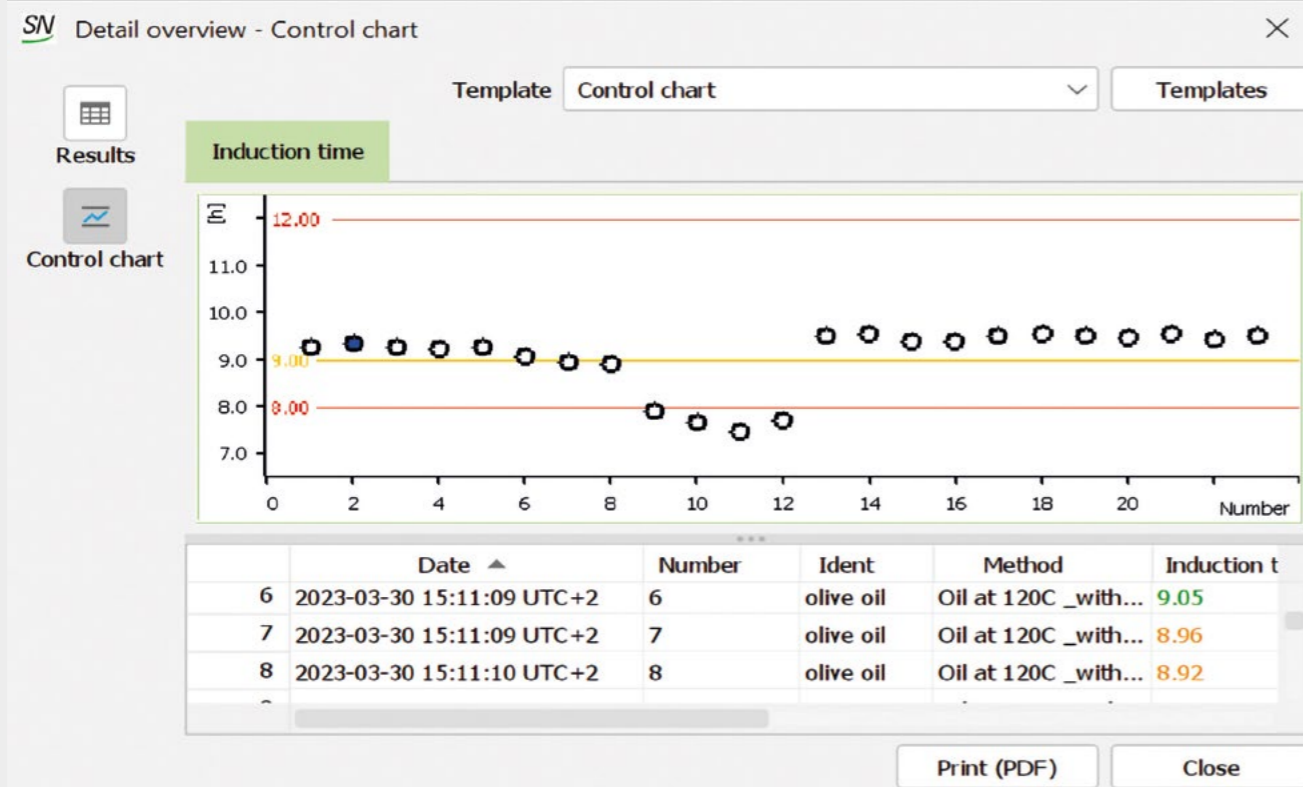 SN Detail overview - Control chart
Template Control chart Templates
Results
Control chart
Induction time
[h]
12.00
11.0
10.0
9.0 9.00
8.0 8.00
7.0
0 2 4 6 8 10 12 14 16 18 20 Number
Date Number Ident Method Induction t
6 2023-03-30 15:11:09 UTC+2 6 olive oil Oil at 120C _with... 9.05
7 2023-03-30 15:11:09 UTC+2 7 olive oil Oil at 120C _with... 8.96
8 2023-03-30 15:11:10 UTC+2 8 olive oil Oil at 120C _with... 8.92
Print (PDF) Close